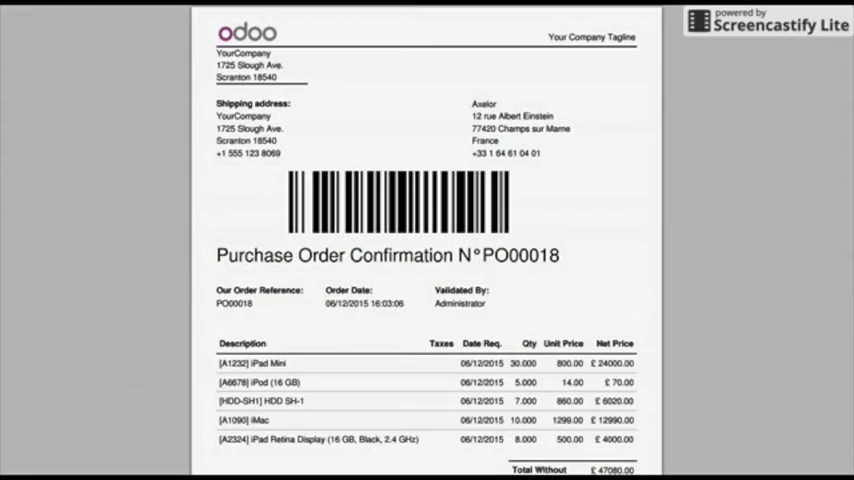 powered by
Screencastify Lite
odoo
Your Company Tagline
YourCompany
1725 Slough Ave.
Scranton 18540
Shipping address:
YourCompany
1725 Slough Ave.
Scranton 18540
+1 555 123 8069
Axelor
12 rue Albert Einstein
77420 Champs sur Marne
France
+33 1 64 61 04 01
Purchase Order Confirmation N°PO00018
Our Order Reference: Order Date: Validated By:
PO00018 06/12/2015 16:03:06 Administrator
Description Taxes Date Req. Qty Unit Price Net Price
[A1232] iPad Mini 06/12/2015 30.000 800.00 £ 24000.00
[A6678] iPod (16 GB) 06/12/2015 5.000 14.00 £ 70.00
[HDD-SH1] HDD SH-1 06/12/2015 7.000 860.00 £ 6020.00
[A1090] iMac 06/12/2015 10.000 1299.00 £ 12990.00
[A2324] iPad Retina Display (16 GB, Black, 2.4 GHz) 06/12/2015 8.000 500.00 £ 4000.00
Total Without £ 47080.00